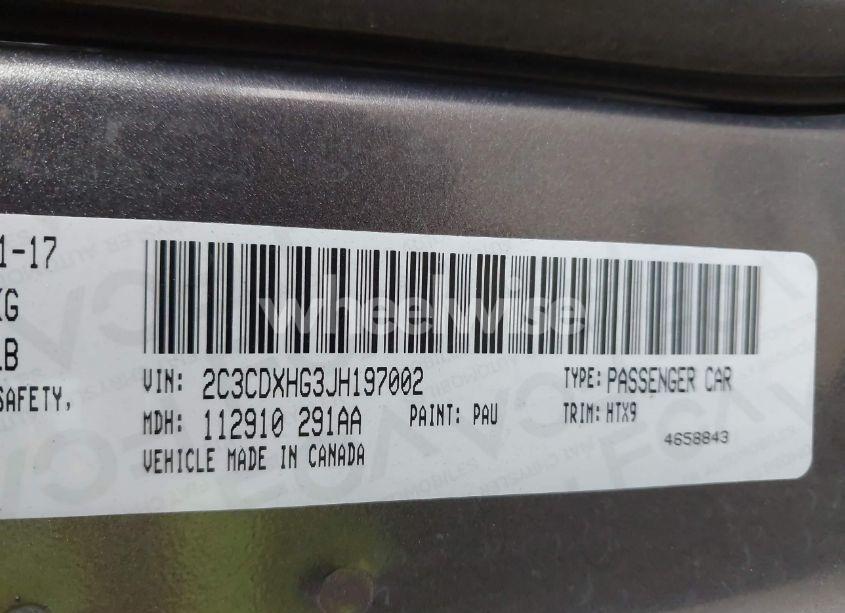 1-17
KG
LB
SAFETY,
wheelwise
VIN: 2C3CDXHG3JH197002 TYPE: PASSENGER CAR
MDH: 112910 291AA PAINT: PAU TRIM: HTX9
4658843
VEHICLE MADE IN CANADA